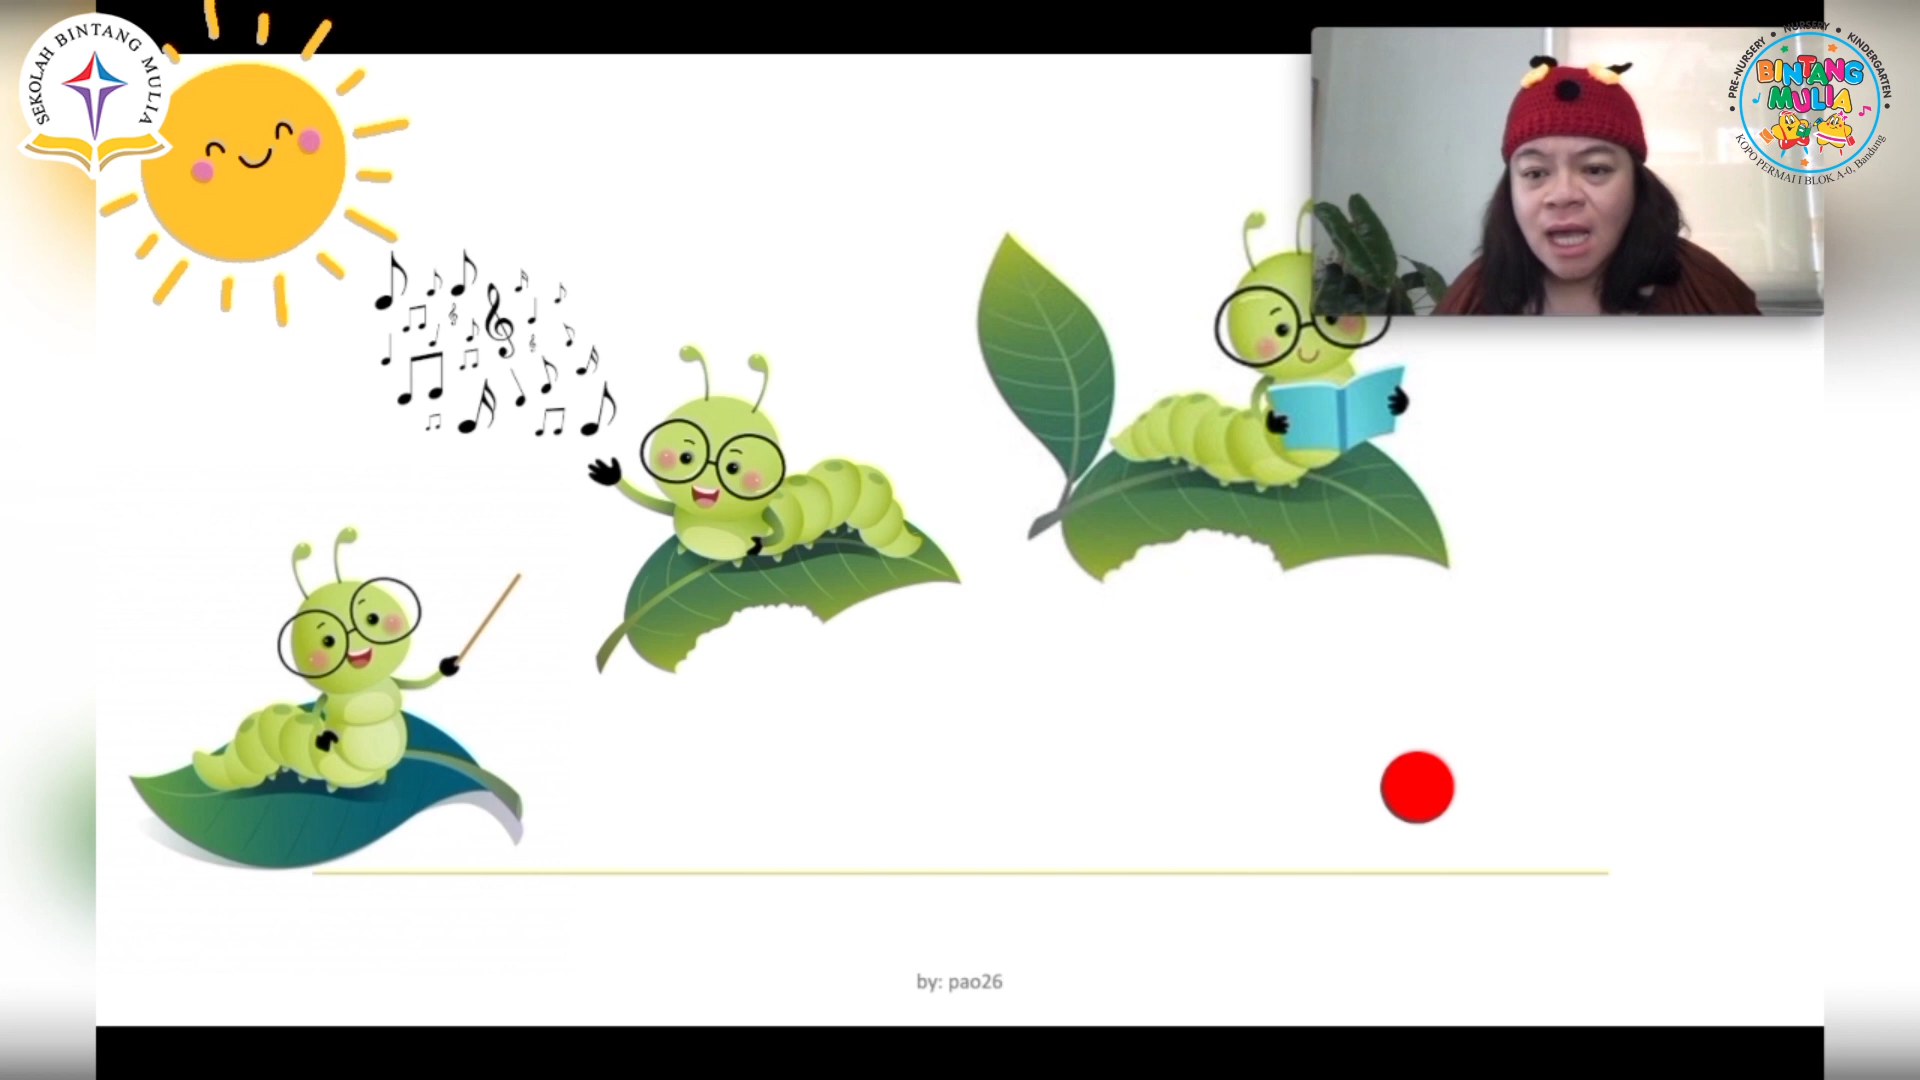 SEKOLAH BINTANG MULIA
PRE-NURSERY • NURSERY • KINDERGARTEN
BINTANG
MULIA
KOPO PERMAI I BLOK A-0, Bandung
by: pao26